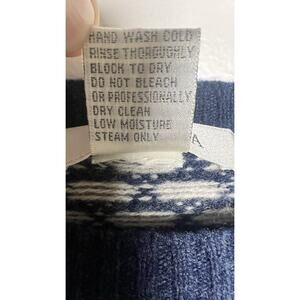 HAND WASH COLD
RINSE THOROUGHLY
BLOCK TO DRY
DO NOT BLEACH
OR PROFESSIONALLY
DRY CLEAN
LOW MOISTURE
STEAM ONLY
A